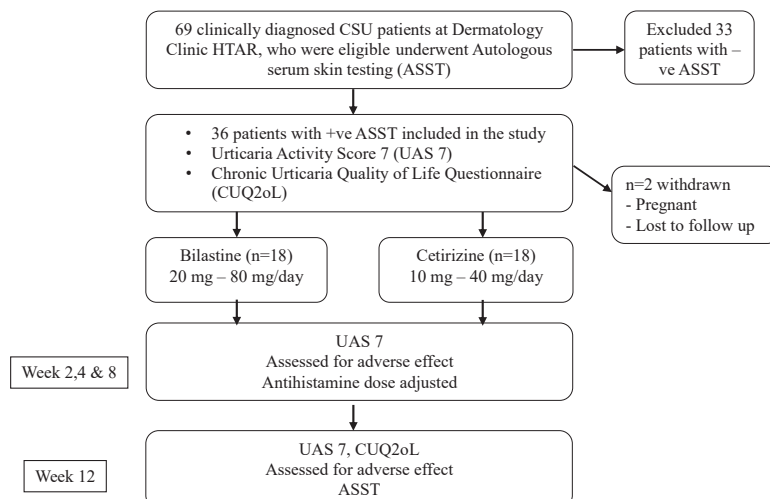 69 clinically diagnosed CSU patients at Dermatology
Clinic HTAR, who were eligible underwent Autologous
serum skin testing (ASST)
Excluded 33
patients with –
ve ASST
• 36 patients with +ve ASST included in the study
• Urticaria Activity Score 7 (UAS 7)
• Chronic Urticaria Quality of Life Questionnaire
(CUQ2oL)
n=2 withdrawn
- Pregnant
- Lost to follow up
Bilastine (n=18)
20 mg – 80 mg/day
Cetirizine (n=18)
10 mg – 40 mg/day
Week 2,4 & 8
UAS 7
Assessed for adverse effect
Antihistamine dose adjusted
Week 12
UAS 7, CUQ2oL
Assessed for adverse effect
ASST